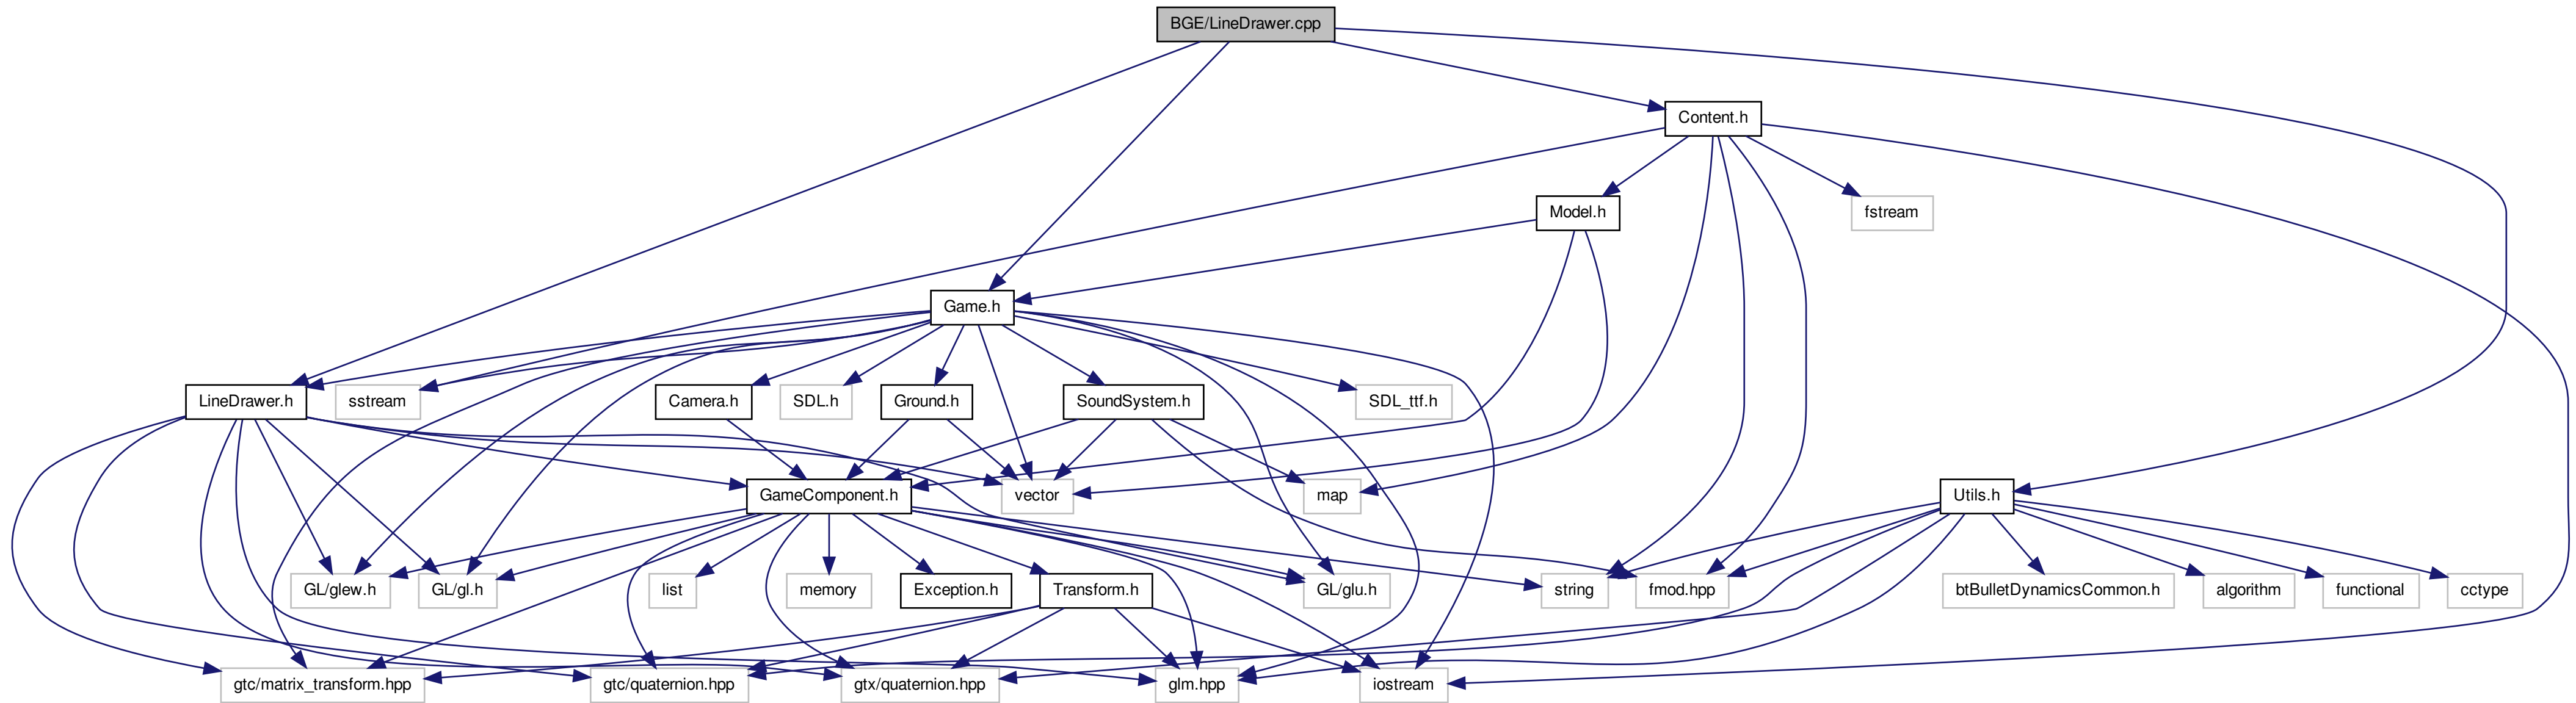 BGE/LineDrawer.cpp
Content.h
Model.h
fstream
Game.h
LineDrawer.h
sstream
Camera.h
SDL.h
Ground.h
SoundSystem.h
SDL_ttf.h
GameComponent.h
vector
map
Utils.h
GL/glew.h
GL/gl.h
list
memory
Exception.h
Transform.h
GL/glu.h
string
fmod.hpp
btBulletDynamicsCommon.h
algorithm
functional
cctype
gtc/matrix_transform.hpp
gtc/quaternion.hpp
gtx/quaternion.hpp
glm.hpp
iostream